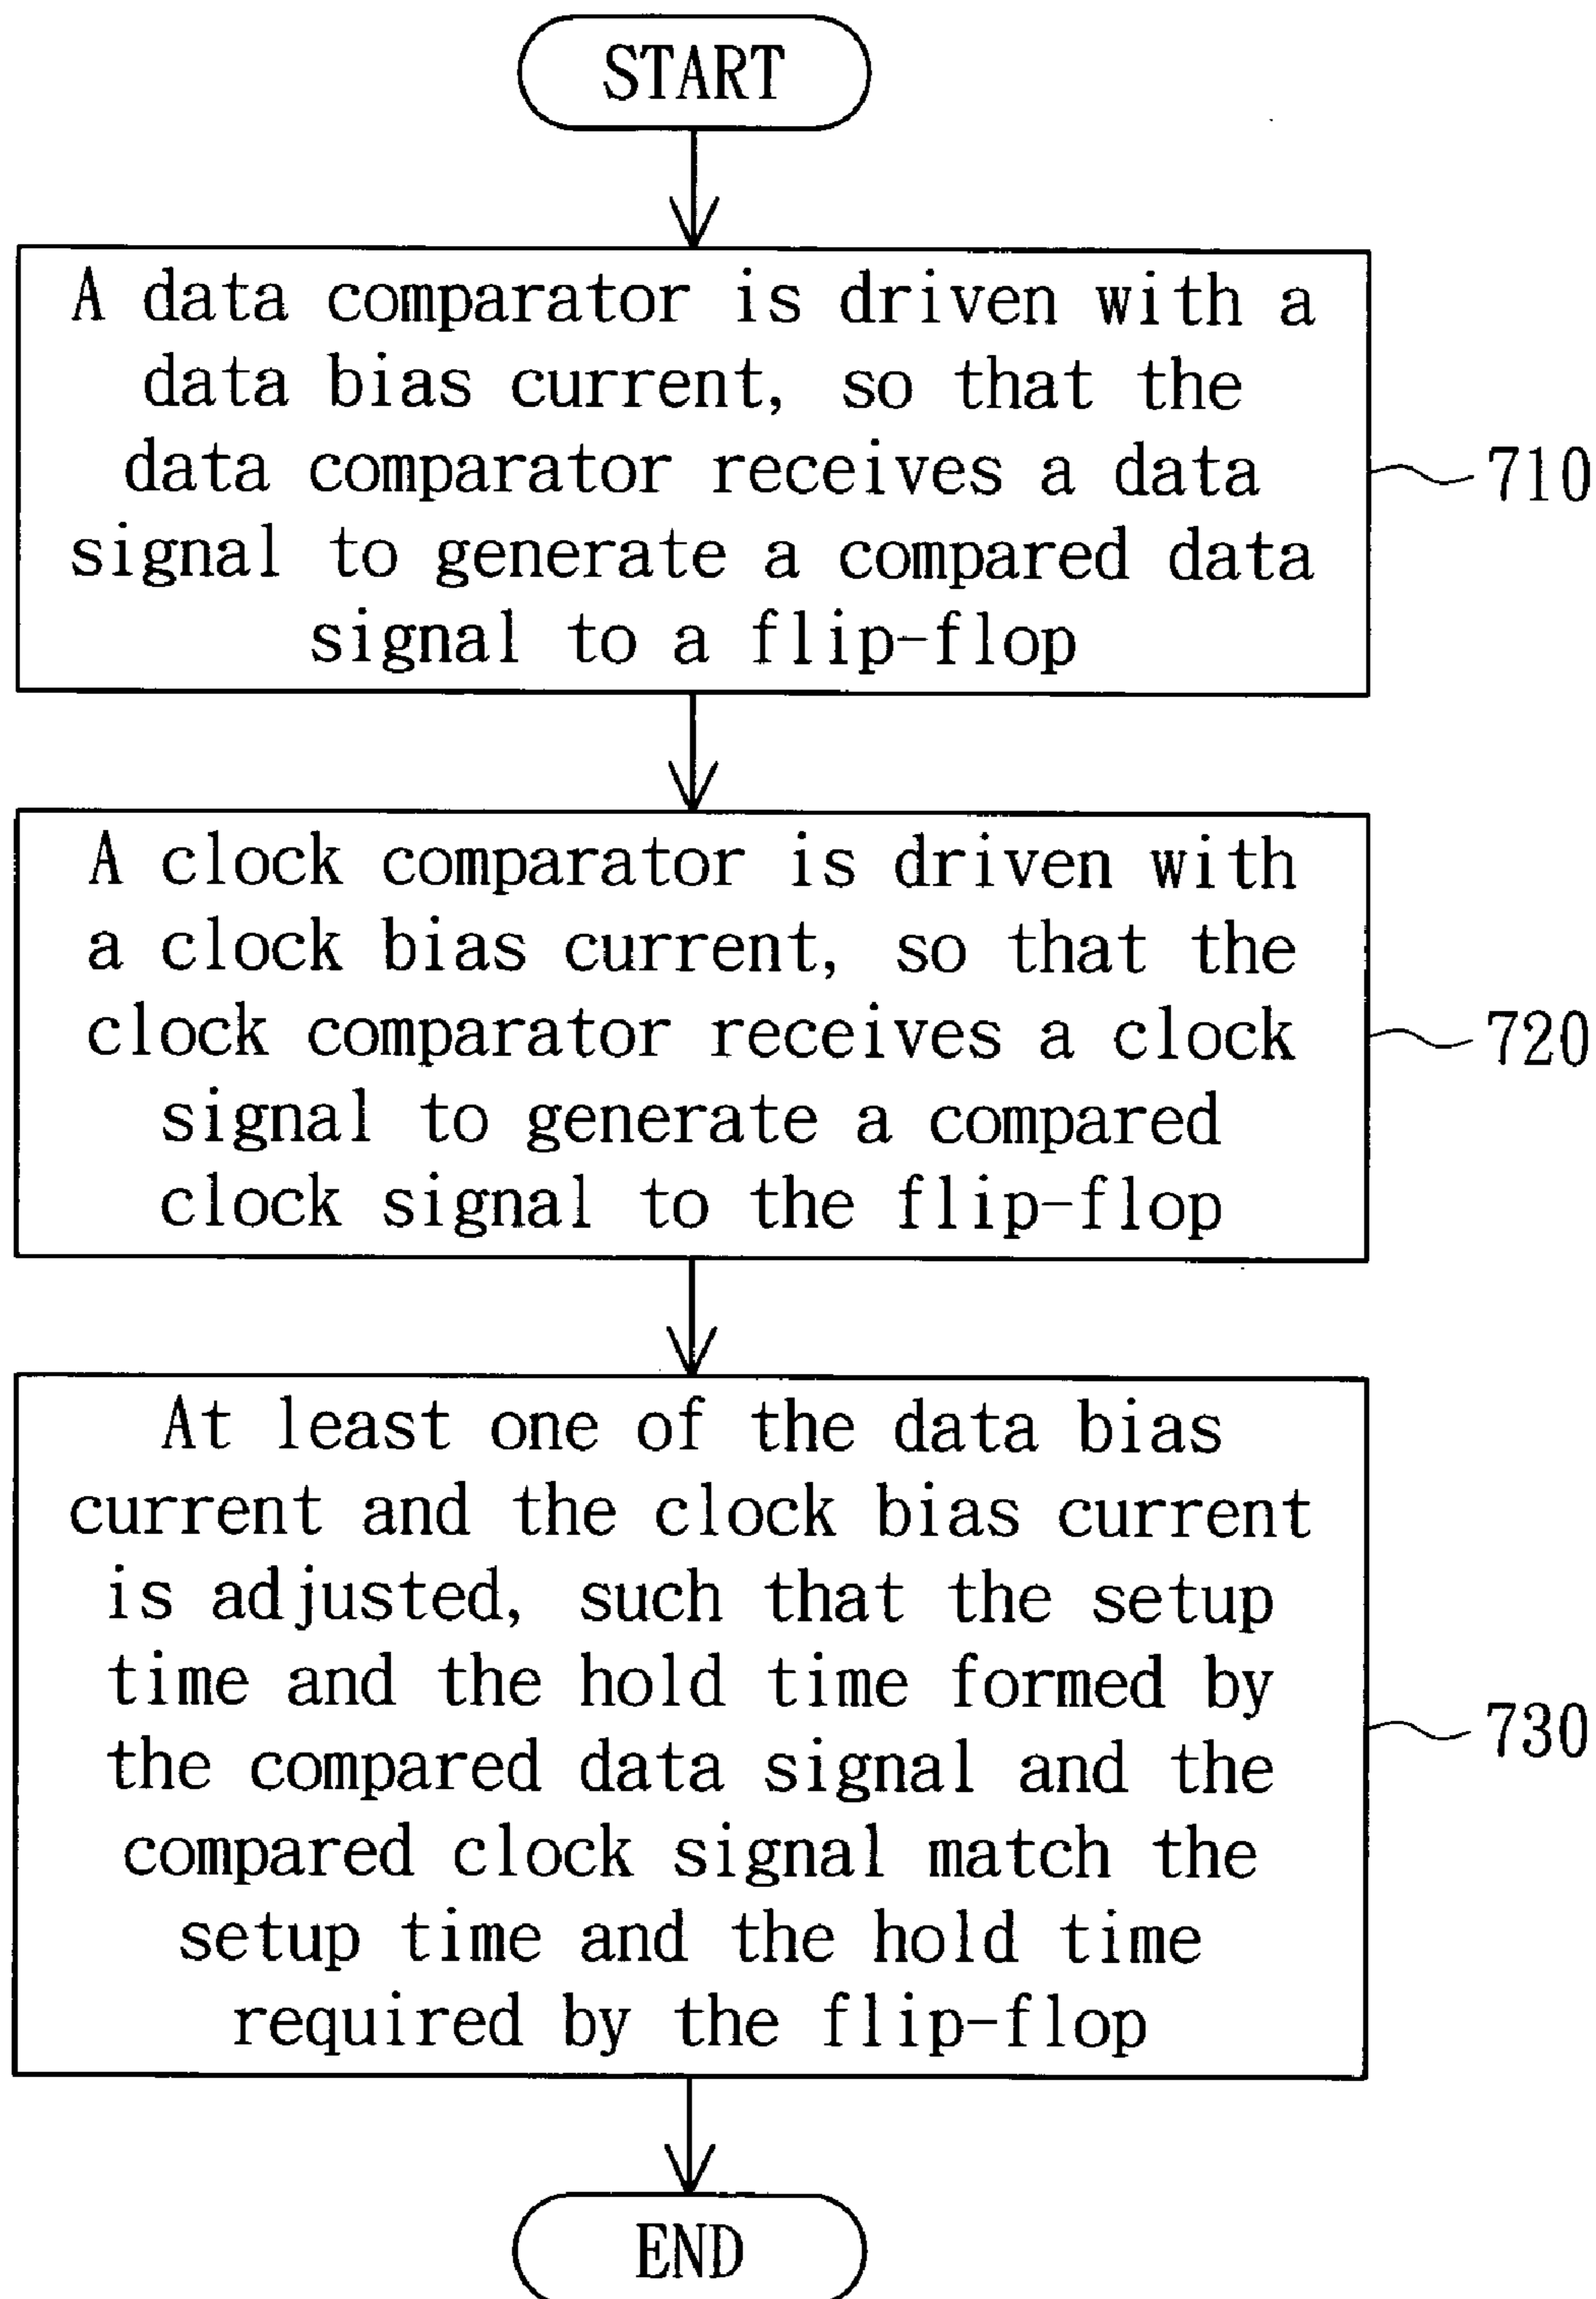 START
A data comparator is driven with a
data bias current, so that the
data comparator receives a data
signal to generate a compared data
signal to a flip-flop
710
A clock comparator is driven with
a clock bias current, so that the
clock comparator receives a clock
signal to generate a compared
clock signal to the flip-flop
720
At least one of the data bias
current and the clock bias current
is adjusted, such that the setup
time and the hold time formed by
the compared data signal and the
compared clock signal match the
setup time and the hold time
required by the flip-flop
730
END